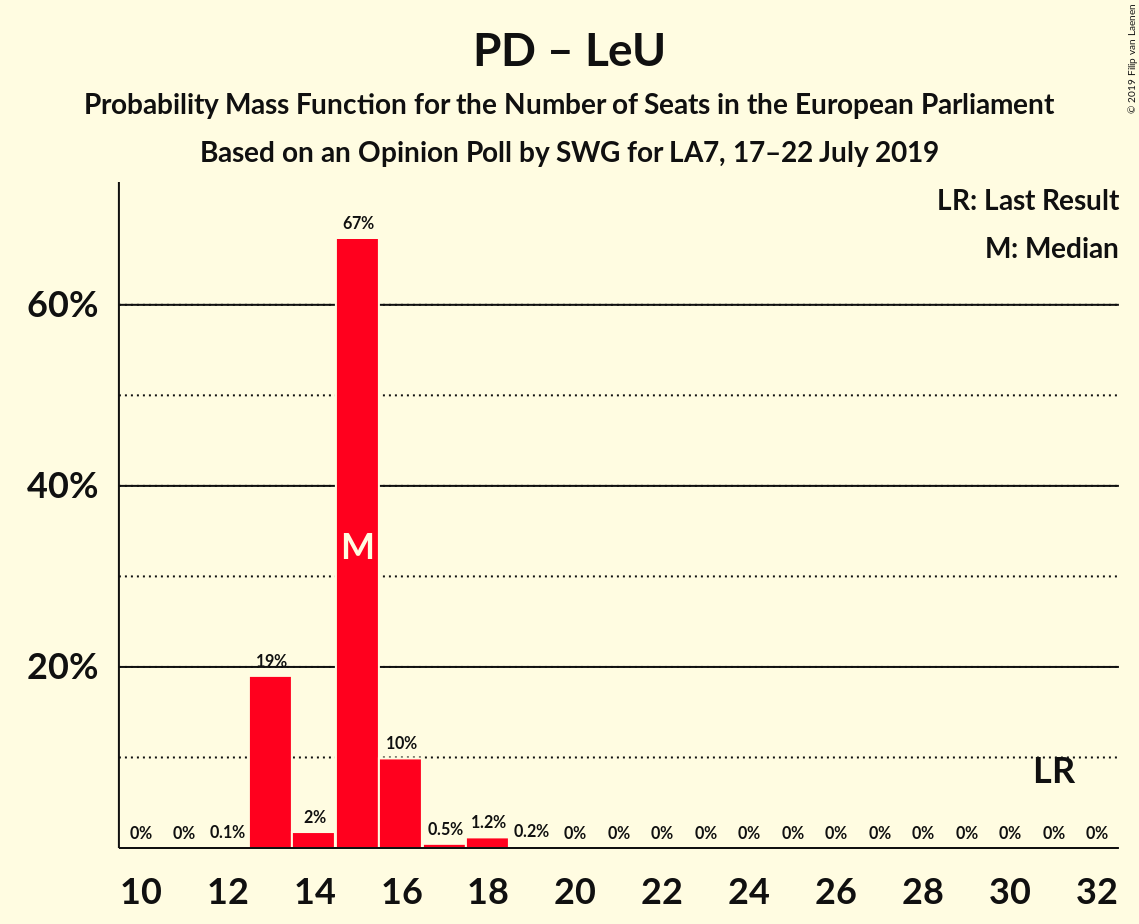 PD – LeU
Probability Mass Function for the Number of Seats in the European Parliament
Based on an Opinion Poll by SWG for LA7, 17–22 July 2019
© 2019 Filip van Laenen
LR: Last Result
M: Median
67%
60%
40%
M
20%
19%
10%
LR
0% 0% 0.1% 2% 0.5% 1.2% 0.2% 0% 0% 0% 0% 0% 0% 0% 0% 0% 0% 0% 0% 0%
10 12 14 16 18 20 22 24 26 28 30 32